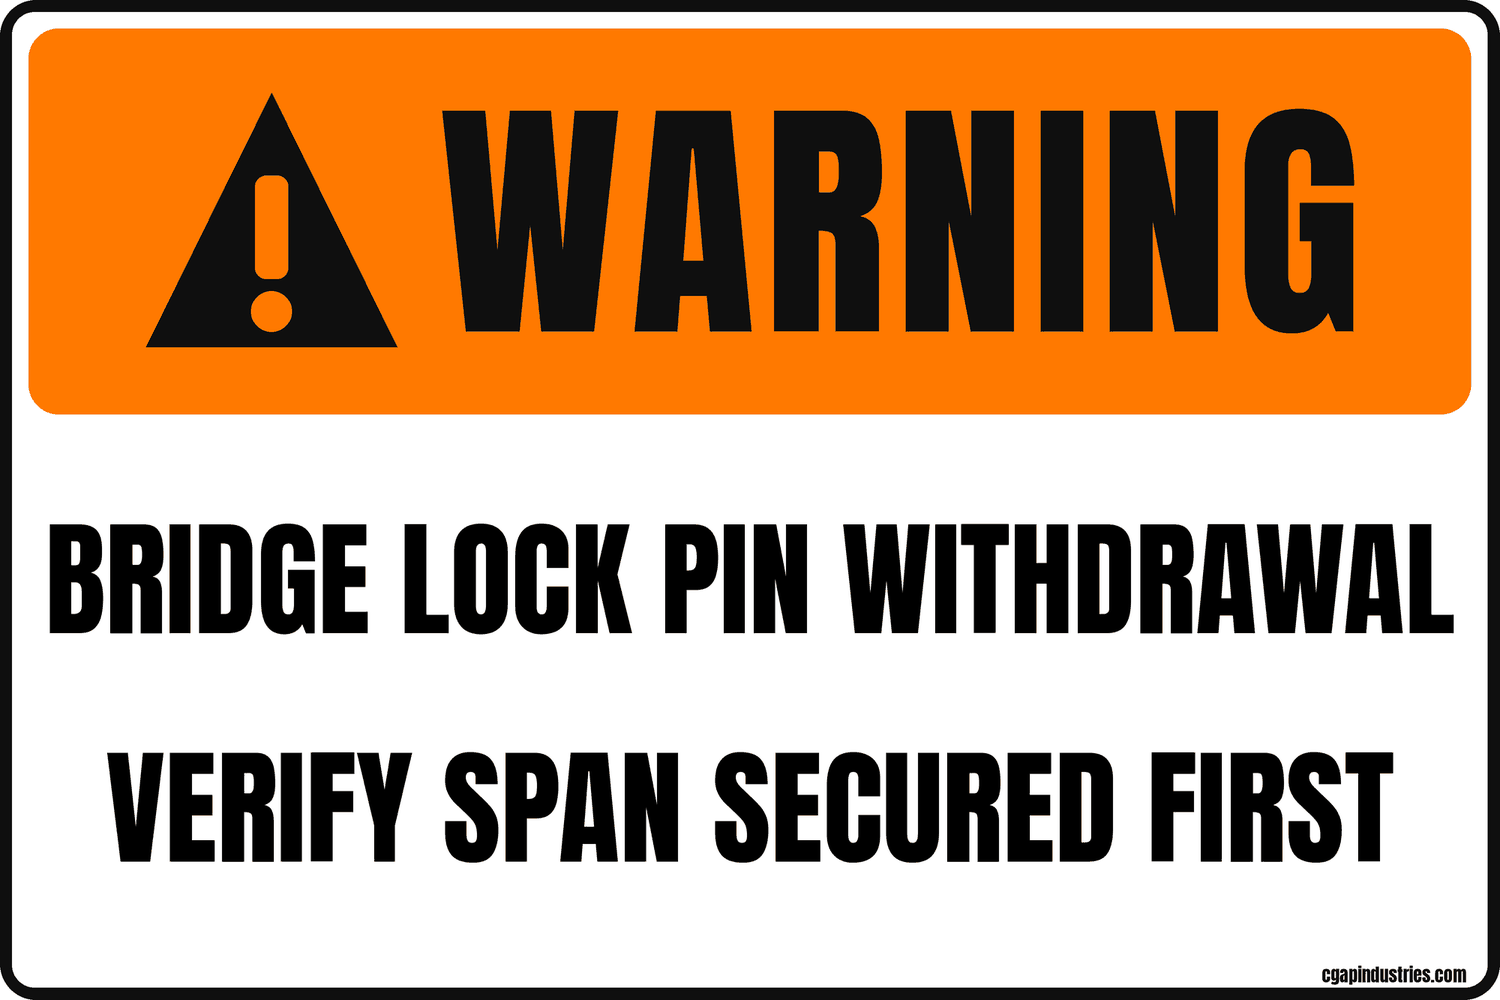 WARNING
BRIDGE LOCK PIN WITHDRAWAL
VERIFY SPAN SECURED FIRST
cgapindustries.com